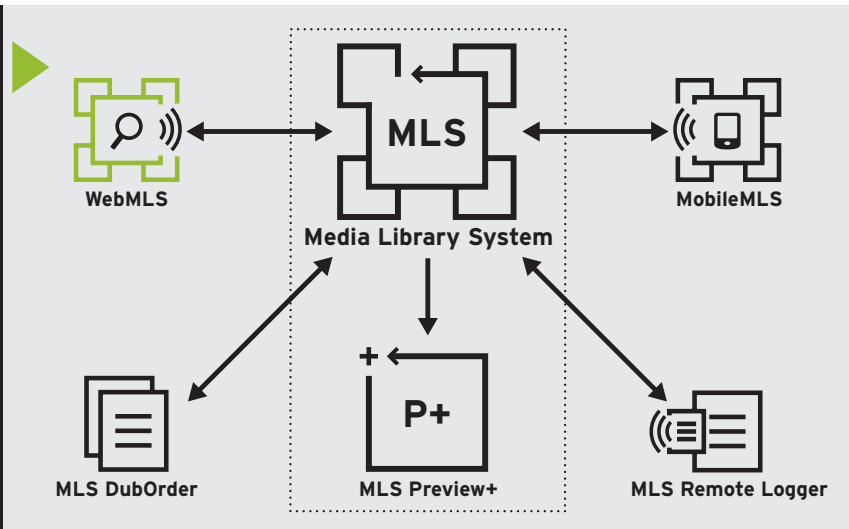 MLS
WebMLS
MobileMLS
Media Library System
P+
MLS DubOrder
MLS Preview+
MLS Remote Logger